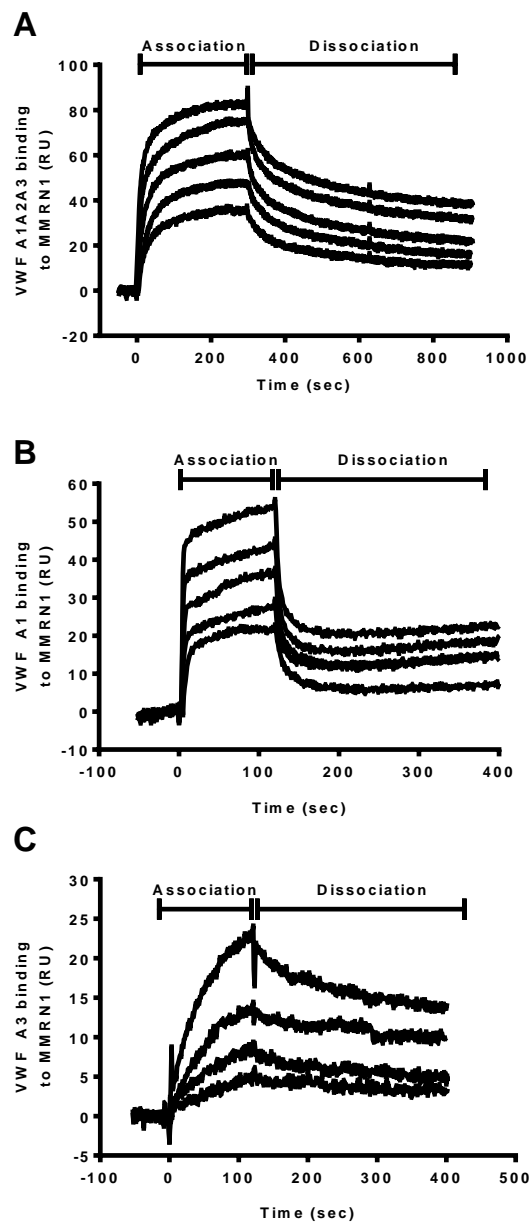 A
Association Dissociation
100
80
60
40
20
0
-20
0 200 400 600 800 1000
Time (sec)
VWF A1A2A3 binding
to MMRN1 (RU)
B
Association Dissociation
60
50
40
30
20
10
0
-10
-100 0 100 200 300 400
Time (sec)
VWF A1 binding
to MMRN1 (RU)
C
Association Dissociation
30
25
20
15
10
5
0
-5
-100 0 100 200 300 400 500
Time (sec)
VWF A3 binding
to MMRN1 (RU)